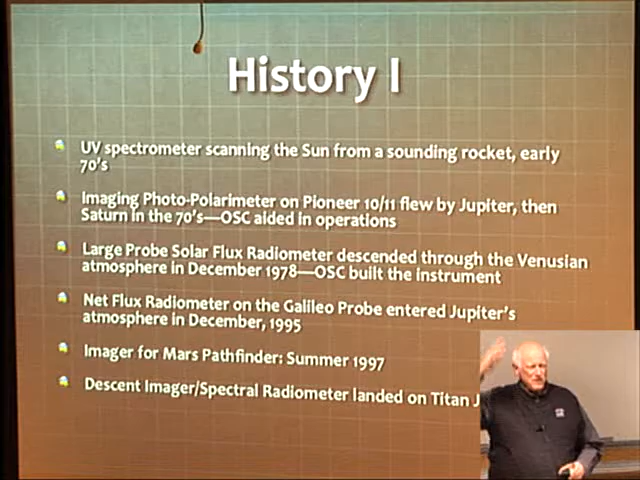 History I
UV spectrometer scanning the Sun from a sounding rocket, early
70's
Imaging Photo-Polarimeter on Pioneer 10/11 flew by Jupiter, then
Saturn in the 70's—OSC aided in operations
Large Probe Solar Flux Radiometer descended through the Venusian
atmosphere in December 1978—OSC built the instrument
Net Flux Radiometer on the Galileo Probe entered Jupiter's
atmosphere in December, 1995
Imager for Mars Pathfinder: Summer 1997
Descent Imager/Spectral Radiometer landed on Titan J